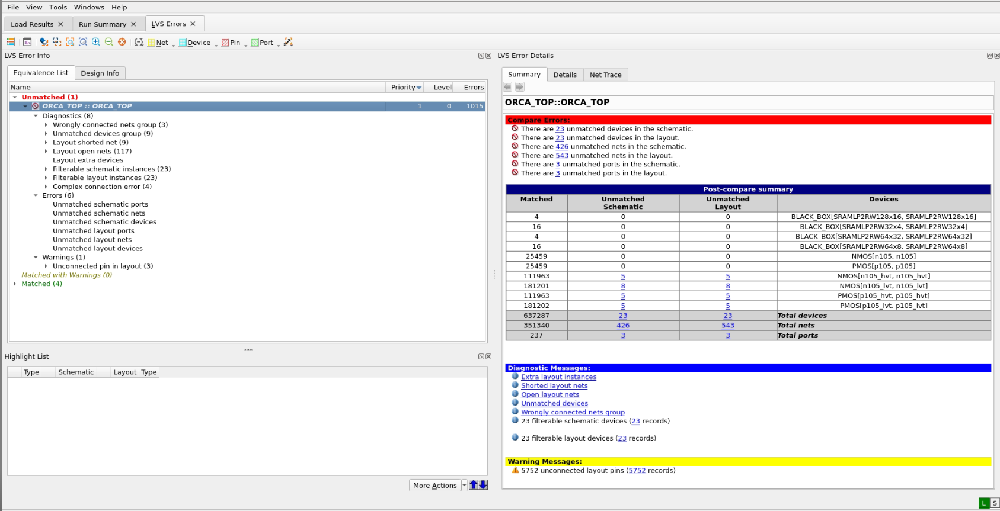 File View Tools Windows Help
Load Results Run Summary LVS Errors
Net Device Pin Port
LVS Error Info
Equivalence List Design Info
Name Priority Level Errors
Unmatched (1)
ORCA_TOP :: ORCA_TOP 1 0 1015
Diagnostics (8)
Wrongly connected nets group (3)
Unmatched devices group (9)
Layout shorted net (9)
Layout open nets (117)
Layout extra devices
Filterable schematic instances (23)
Filterable layout instances (23)
Complex connection error (4)
Errors (6)
Unmatched schematic ports
Unmatched schematic nets
Unmatched schematic devices
Unmatched layout ports
Unmatched layout nets
Unmatched layout devices
Warnings (1)
Unconnected pin in layout (3)
Matched with Warnings (0)
Matched (4)
Highlight List
Type Schematic Layout Type
More Actions
LVS Error Details
Summary Details Net Trace
ORCA_TOP::ORCA_TOP
Compare Errors:
There are 23 unmatched devices in the schematic.
There are 23 unmatched devices in the layout.
There are 426 unmatched nets in the schematic.
There are 543 unmatched nets in the layout.
There are 3 unmatched ports in the schematic.
There are 3 unmatched ports in the layout.
Post-compare summary
Matched Unmatched Schematic Unmatched Layout Devices
4 0 0 BLACK_BOX[SRAMLP2RW128x16, SRAMLP2RW128x16]
16 0 0 BLACK_BOX[SRAMLP2RW32x4, SRAMLP2RW32x4]
4 0 0 BLACK_BOX[SRAMLP2RW64x32, SRAMLP2RW64x32]
16 0 0 BLACK_BOX[SRAMLP2RW64x8, SRAMLP2RW64x8]
25459 0 0 NMOS[n105, n105]
25459 0 0 PMOS[p105, p105]
111963 5 5 NMOS[n105_hvt, n105_hvt]
181201 8 8 NMOS[n105_lvt, n105_lvt]
111963 5 5 PMOS[p105_hvt, p105_hvt]
181202 5 5 PMOS[p105_lvt, p105_lvt]
637287 23 23 Total devices
351340 426 543 Total nets
237 3 3 Total ports
Diagnostic Messages:
Extra layout instances
Shorted layout nets
Open layout nets
Unmatched devices
Wrongly connected nets group
23 filterable schematic devices (23 records)
23 filterable layout devices (23 records)
Warning Messages:
5752 unconnected layout pins (5752 records)
L S